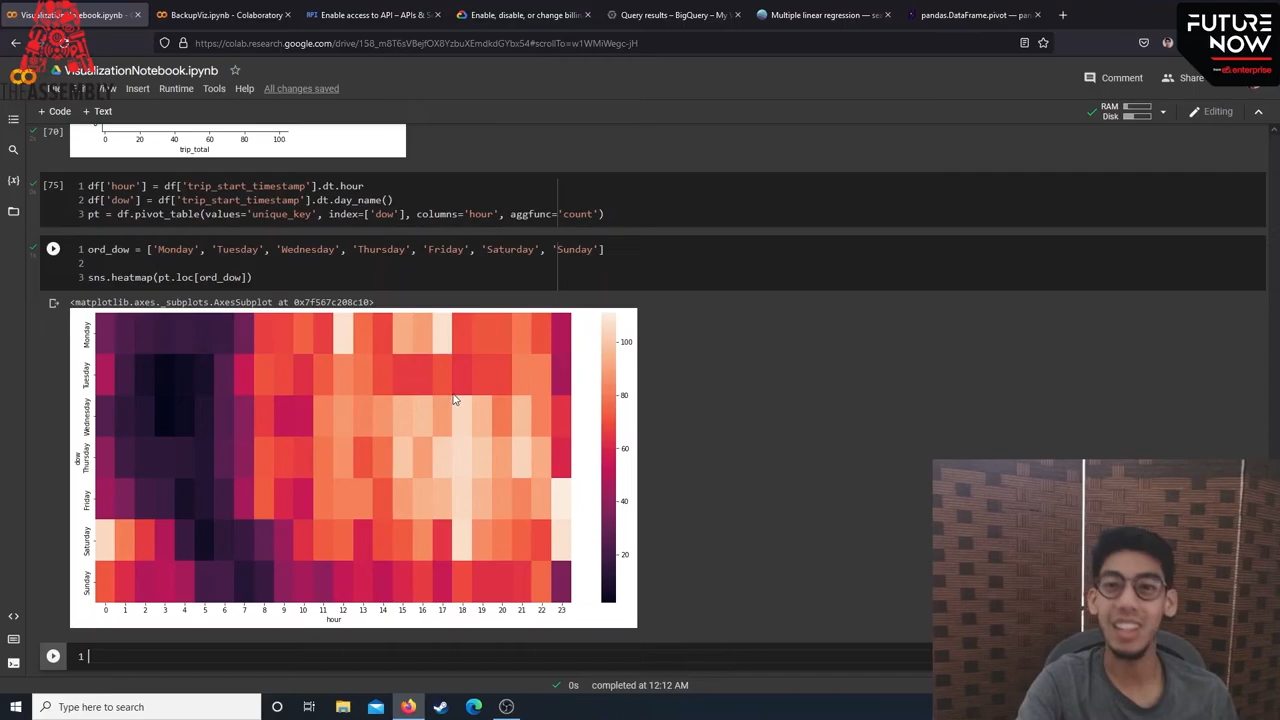 VisualizationNotebook.ipynb - C
BackupViz.ipynb - Colaboratory
API Enable access to API – APIs & S
Enable, disable, or change billin
Query results – BigQuery – My
Multiple linear regression — se
pandas.DataFrame.pivot — pan
https://colab.research.google.com/drive/158_m8T6sVBejfOX8YzbuXEmdkdGYbx54#scrollTo=w1WMiWegc-jH
FUTURE
NOW
from e& enterprise
VisualizationNotebook.ipynb
THE ASSEMBLY
Insert Runtime Tools Help All changes saved
Comment Share
+ Code + Text
RAM
Disk
Editing
[70]
0 20 40 60 80 100
trip_total
[75]
1 df['hour'] = df['trip_start_timestamp'].dt.hour
2 df['dow'] = df['trip_start_timestamp'].dt.day_name()
3 pt = df.pivot_table(values='unique_key', index=['dow'], columns='hour', aggfunc='count')
1 ord_dow = ['Monday', 'Tuesday', 'Wednesday', 'Thursday', 'Friday', 'Saturday', 'Sunday']
2
3 sns.heatmap(pt.loc[ord_dow])
<matplotlib.axes._subplots.AxesSubplot at 0x7f567c208c10>
Monday
Tuesday
Wednesday
Thursday
Friday
Saturday
Sunday
dow
100
80
60
40
20
0 1 2 3 4 5 6 7 8 9 10 11 12 13 14 15 16 17 18 19 20 21 22 23
hour
1
0s completed at 12:12 AM
Type here to search